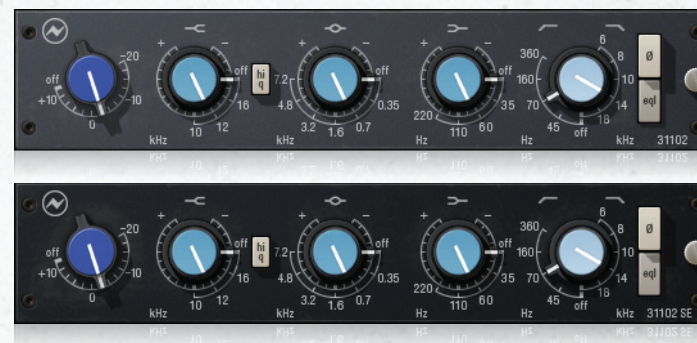 + - + - + - 6
-20 360 8
off off hi q 7.2 off off 160 10 ø
+10 -10 16 4.8 0.35 220 35 70 14 eql
0 10 12 3.2 1.6 0.7 110 60 45 off 18
kHz kHz Hz Hz kHz 31102
+ - + - + - 6
-20 360 8
off off hi q 7.2 off off 160 10 ø
+10 -10 16 4.8 0.35 220 35 70 14 eql
0 10 12 3.2 1.6 0.7 110 60 45 off 18
kHz kHz Hz Hz kHz 31102 SE